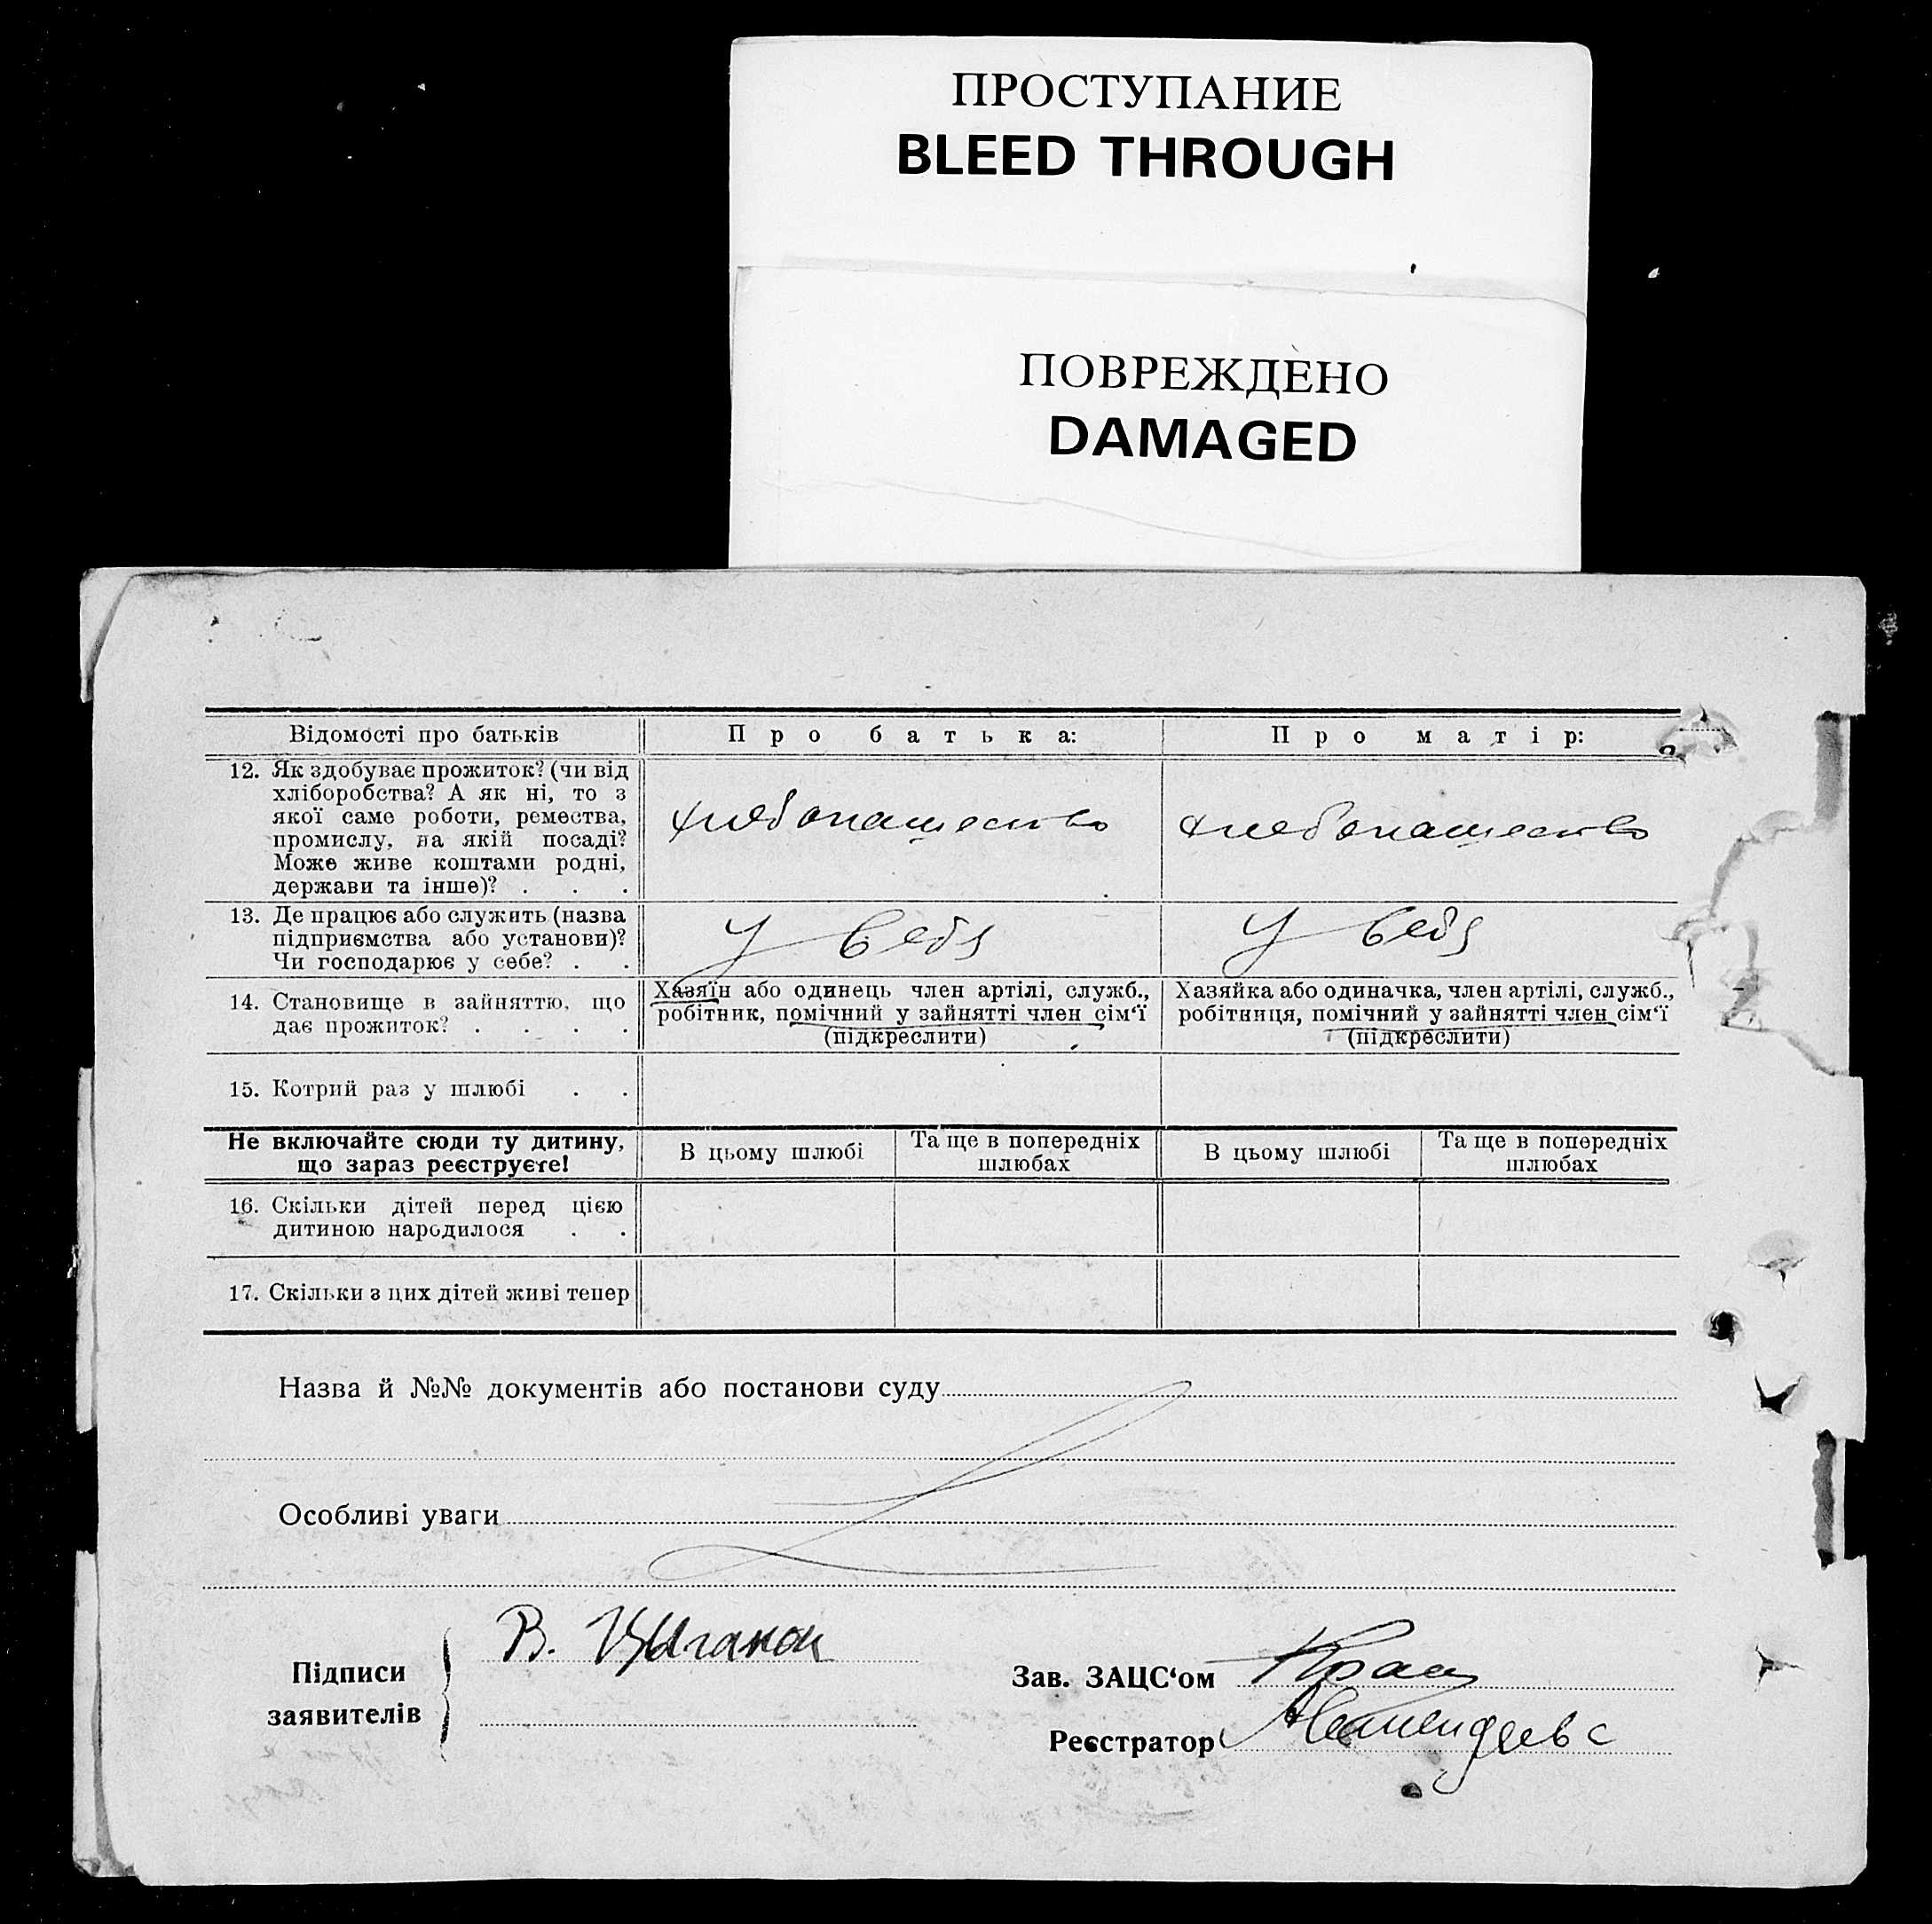 ПРОСТУПАНИЕ
BLEED THROUGH
ПОВРЕЖДЕНО
DAMAGED
Відомості про батьків
Про батька:
Про матір:
12. Як здобуває прожиток? (чи від
хліборобства? А як ні, то з
якої саме роботи, ремества,
промислу, на якій посаді?
Може живе коштами родні,
держави та інше)? . . .
хлебопашество
хлебопашество
13. Де працює або служить (назва
підприємства або установи)?
Чи господарює у себе? . .
У себя
У себя
14. Становище в зайняттю, що
дає прожиток? . . . .
Хазяїн або одинець член артілі, служб.,
робітник, помічний у зайнятті член сім‘ї
(підкреслити)
Хазяйка або одиначка, член артілі, служб.,
робітниця, помічний у зайнятті член сім‘ї
(підкреслити)
15. Котрий раз у шлюбі . .
Не включайте сюди ту дитину,
що зараз реєструєте!
В цьому шлюбі
Та ще в попередніх
шлюбах
В цьому шлюбі
Та ще в попередніх
шлюбах
16. Скільки дітей перед цією
дитиною народилося . .
17. Скільки з цих дітей живі тепер
Назва й №№ документів або постанови суду
Особливі уваги
Підписи
заявителів
В. Цыганок
Зав. ЗАЦС‘ом
Реєстратор